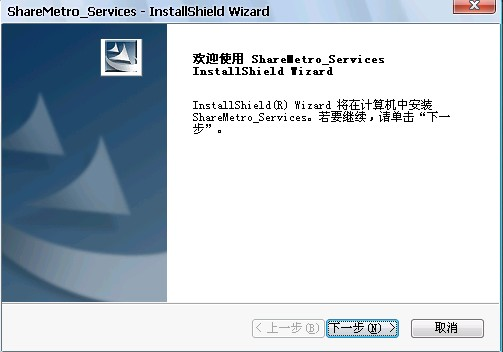 ShareMetro_Services - InstallShield Wizard
欢迎使用 ShareMetro_Services
InstallShield Wizard
InstallShield(R) Wizard 将在计算机中安装
ShareMetro_Services。若要继续，请单击“下一
步”。
< 上一步(B) 下一步(N) > 取消